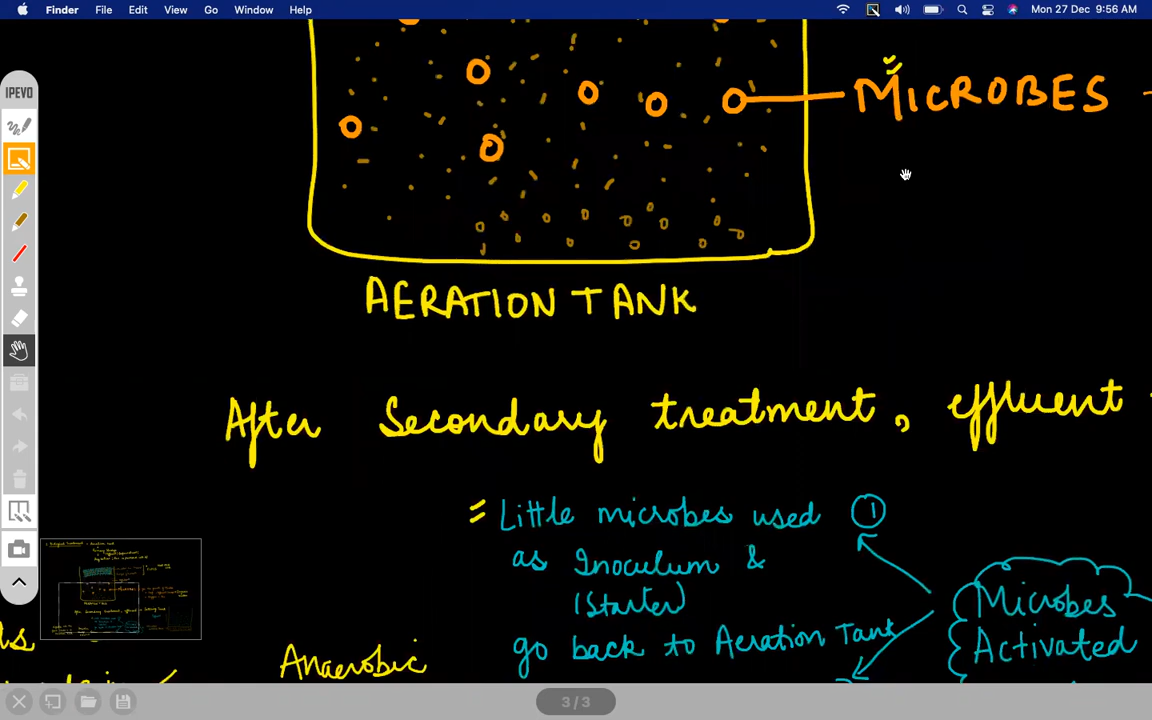 Finder File Edit View Go Window Help Mon 27 Dec 9:56 AM
IPEVO
MICROBES
AERATION TANK
After Secondary treatment, effluent
= Little microbes used ①
as Inoculum &
(Starter)
go back to Aeration Tank
Microbes
Activated
Anaerobic
3 / 3